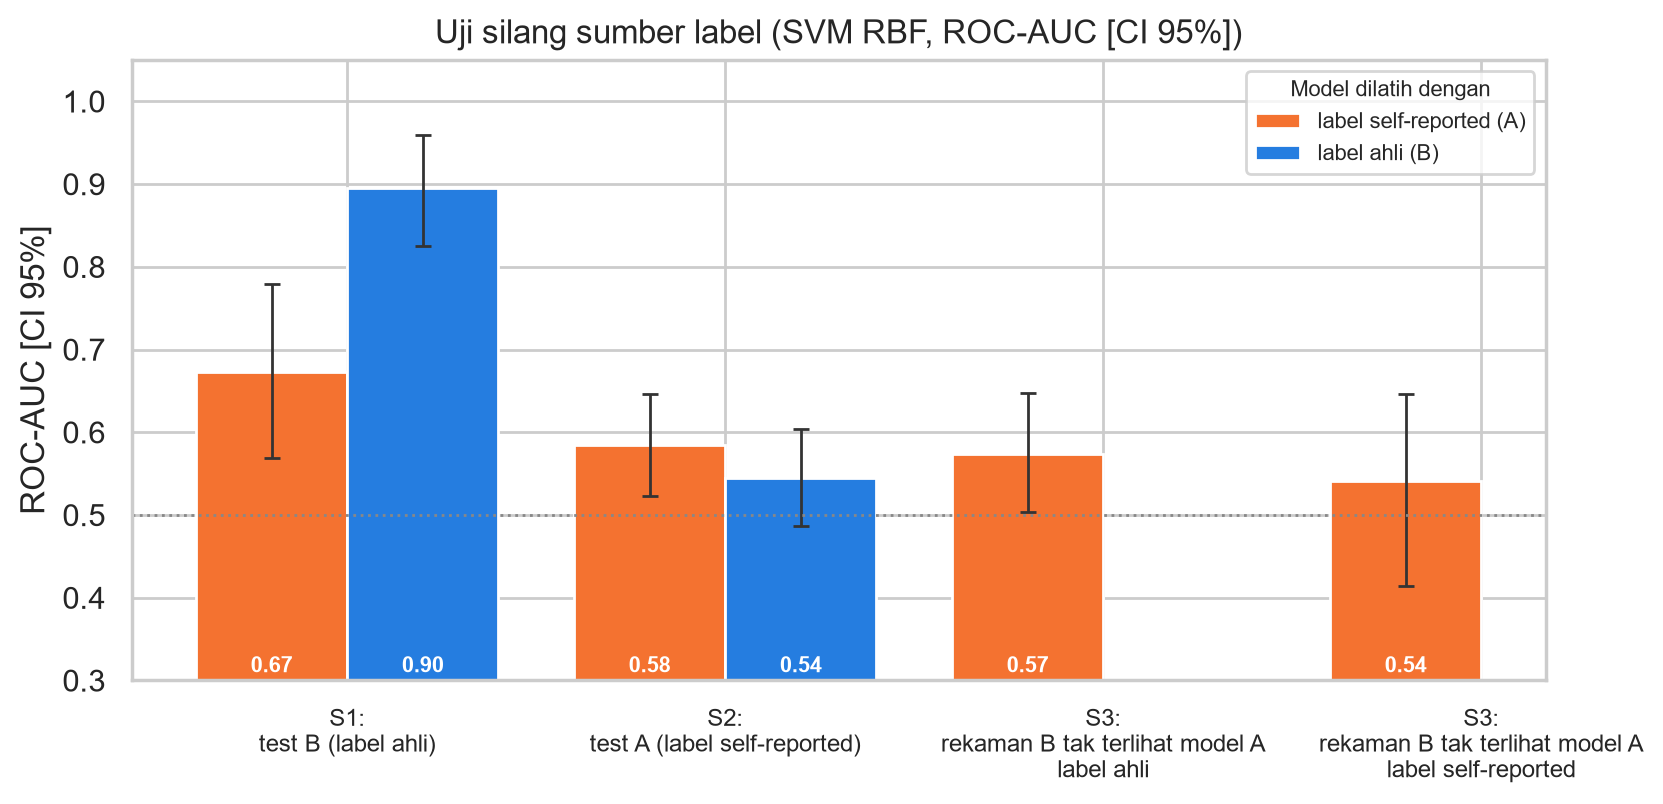 Uji silang sumber label (SVM RBF, ROC-AUC [CI 95%])
Model dilatih dengan
label self-reported (A)
label ahli (B)
ROC-AUC [CI 95%]
1.0
0.9
0.8
0.7
0.6
0.5
0.4
0.3
0.67
0.90
0.58
0.54
0.57
0.54
S1:
test B (label ahli)
S2:
test A (label self-reported)
S3:
rekaman B tak terlihat model A
label ahli
S3:
rekaman B tak terlihat model A
label self-reported